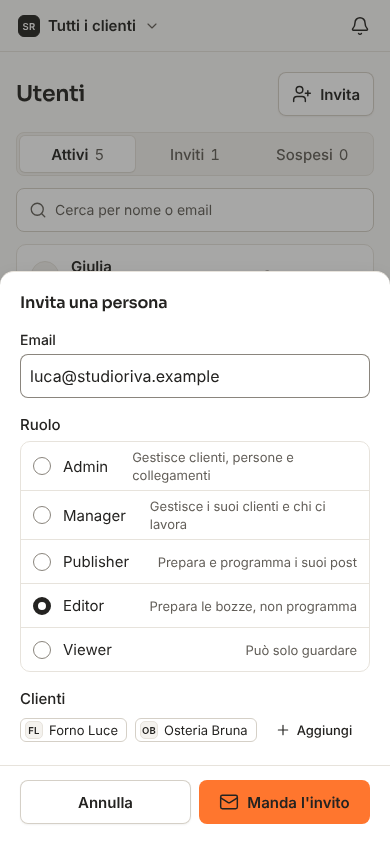 SR Tutti i clienti
Utenti
Invita
Attivi 5 Inviti 1 Sospesi 0
Cerca per nome o email
Giulia
Invita una persona
Email
luca@studioriva.example
Ruolo
Admin Gestisce clienti, persone e
collegamenti
Manager Gestisce i suoi clienti e chi ci
lavora
Publisher Prepara e programma i suoi post
Editor Prepara le bozze, non programma
Viewer Può solo guardare
Clienti
FL Forno Luce OB Osteria Bruna Aggiungi
Annulla Manda l'invito